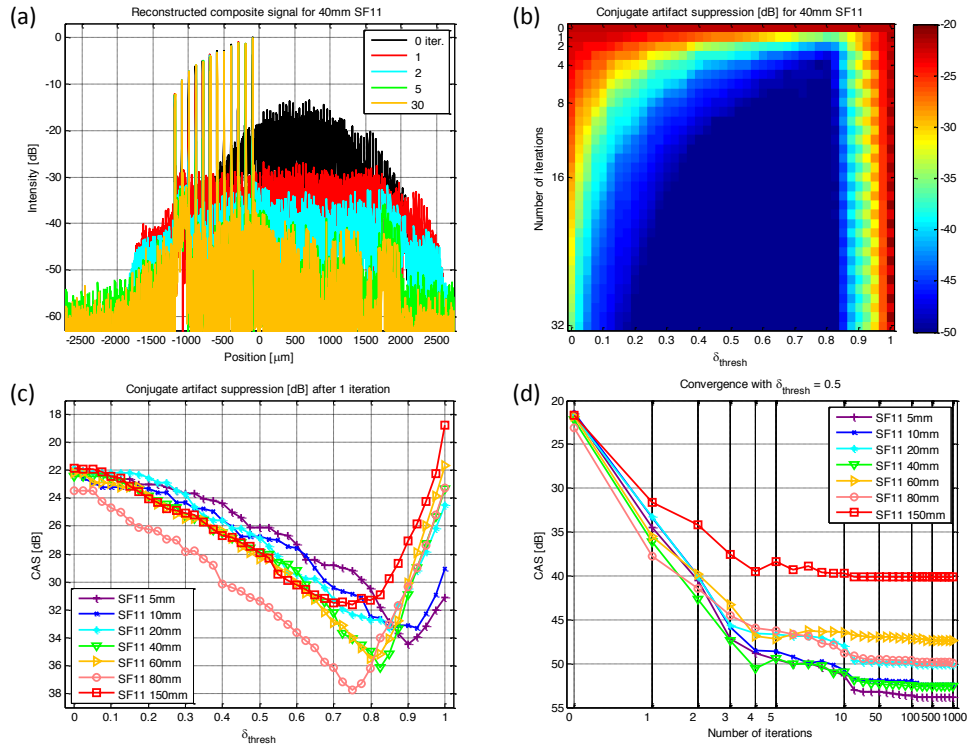 (a)
Reconstructed composite signal for 40mm SF11
0
-10
-20
-30
-40
-50
-60
Intensity [dB]
0 iter.
1
2
5
30
-2500 -2000 -1500 -1000 -500 0 500 1000 1500 2000 2500
Position [μm]
(b)
Conjugate artifact suppression [dB] for 40mm SF11
0
1
2
4
8
16
32
Number of iterations
0 0.1 0.2 0.3 0.4 0.5 0.6 0.7 0.8 0.9 1
δthresh
-20
-25
-30
-35
-40
-45
-50
(c)
Conjugate artifact suppression [dB] after 1 iteration
18
20
22
24
26
28
30
32
34
36
38
CAS [dB]
SF11 5mm
SF11 10mm
SF11 20mm
SF11 40mm
SF11 60mm
SF11 80mm
SF11 150mm
0 0.1 0.2 0.3 0.4 0.5 0.6 0.7 0.8 0.9 1
δthresh
(d)
Convergence with δthresh = 0.5
20
25
30
35
40
45
50
55
CAS [dB]
SF11 5mm
SF11 10mm
SF11 20mm
SF11 40mm
SF11 60mm
SF11 80mm
SF11 150mm
0 1 2 3 4 5 10 50 100 500 1000
Number of iterations